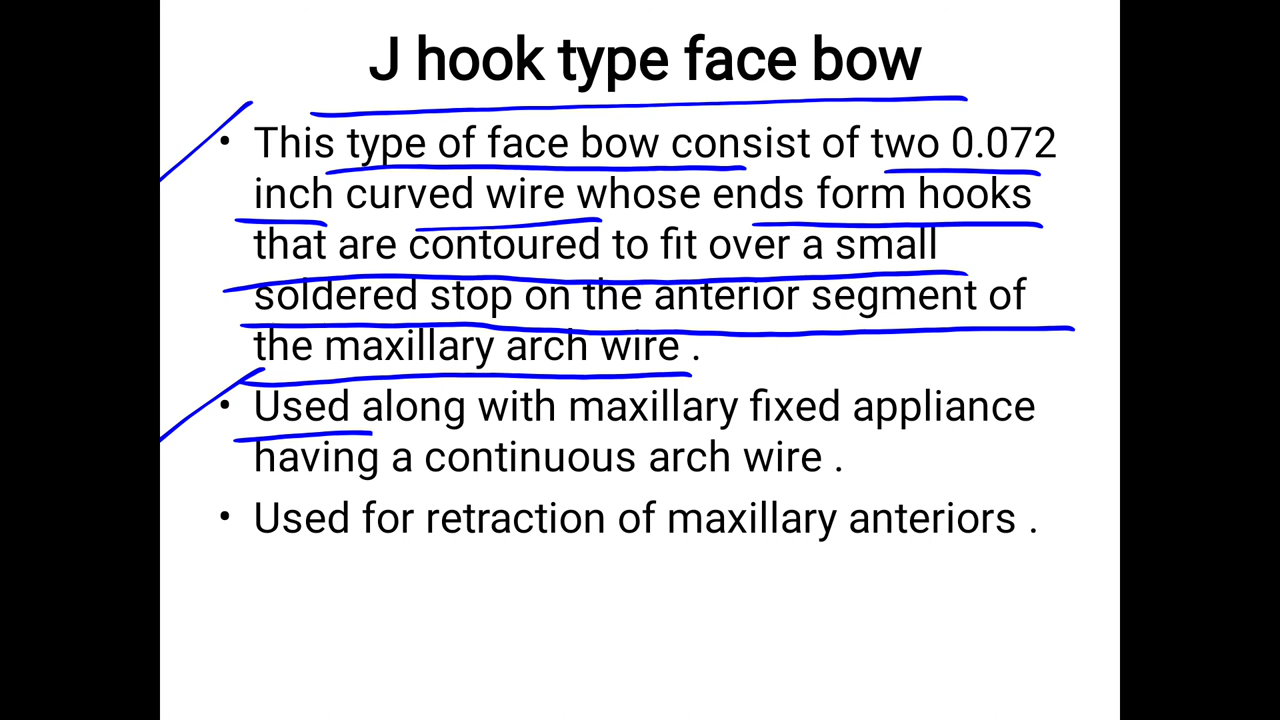 J hook type face bow
• This type of face bow consist of two 0.072
inch curved wire whose ends form hooks
that are contoured to fit over a small
soldered stop on the anterior segment of
the maxillary arch wire .
• Used along with maxillary fixed appliance
having a continuous arch wire .
• Used for retraction of maxillary anteriors .